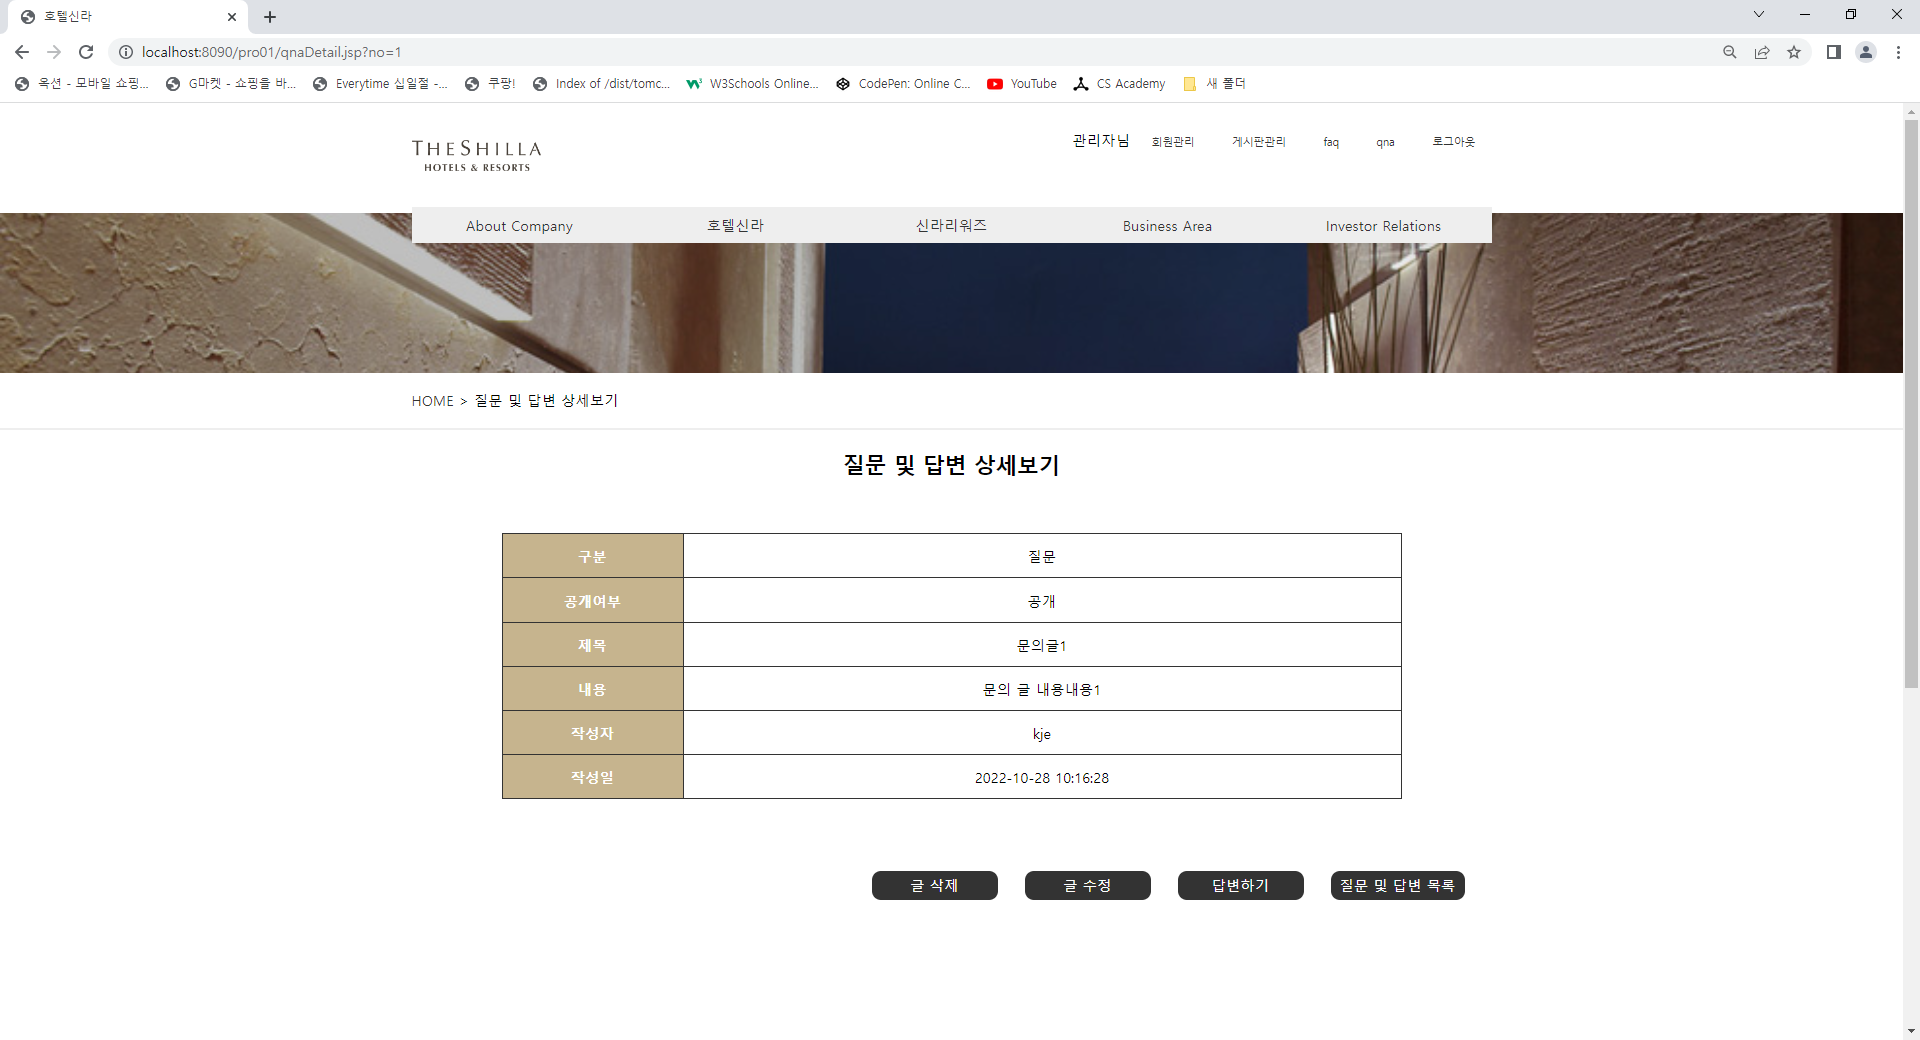 호텔신라
localhost:8090/pro01/qnaDetail.jsp?no=1
옥션 - 모바일 쇼핑...
G마켓 - 쇼핑을 바...
Everytime 십일절 -...
쿠팡!
Index of /dist/tomc...
W3Schools Online...
CodePen: Online C...
YouTube
CS Academy
새 폴더
THE SHILLA
HOTELS & RESORTS
관리자님 회원관리 게시판관리 faq qna 로그아웃
About Company 호텔신라 신라리워즈 Business Area Investor Relations
HOME > 질문 및 답변 상세보기
질문 및 답변 상세보기
구분 질문
공개여부 공개
제목 문의글1
내용 문의 글 내용내용1
작성자 kje
작성일 2022-10-28 10:16:28
글 삭제 글 수정 답변하기 질문 및 답변 목록